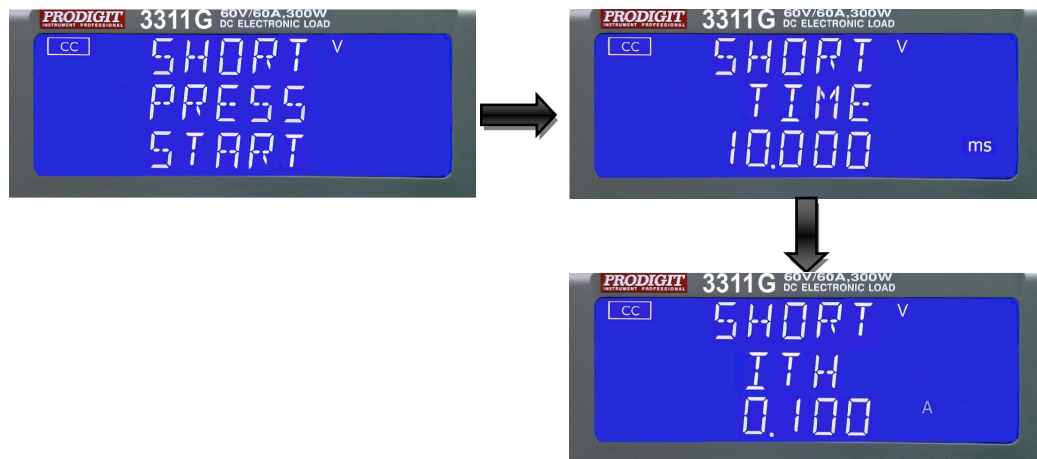 PRODIGIT
INSTRUMENT PROFESSIONAL
3311G 60V/60A,300W
DC ELECTRONIC LOAD
CC
SHORT V
PRESS
START
PRODIGIT
INSTRUMENT PROFESSIONAL
3311G 60V/60A,300W
DC ELECTRONIC LOAD
CC
SHORT V
TIME
10.000 ms
PRODIGIT
INSTRUMENT PROFESSIONAL
3311G 60V/60A,300W
DC ELECTRONIC LOAD
CC
SHORT V
ITH
0.100 A